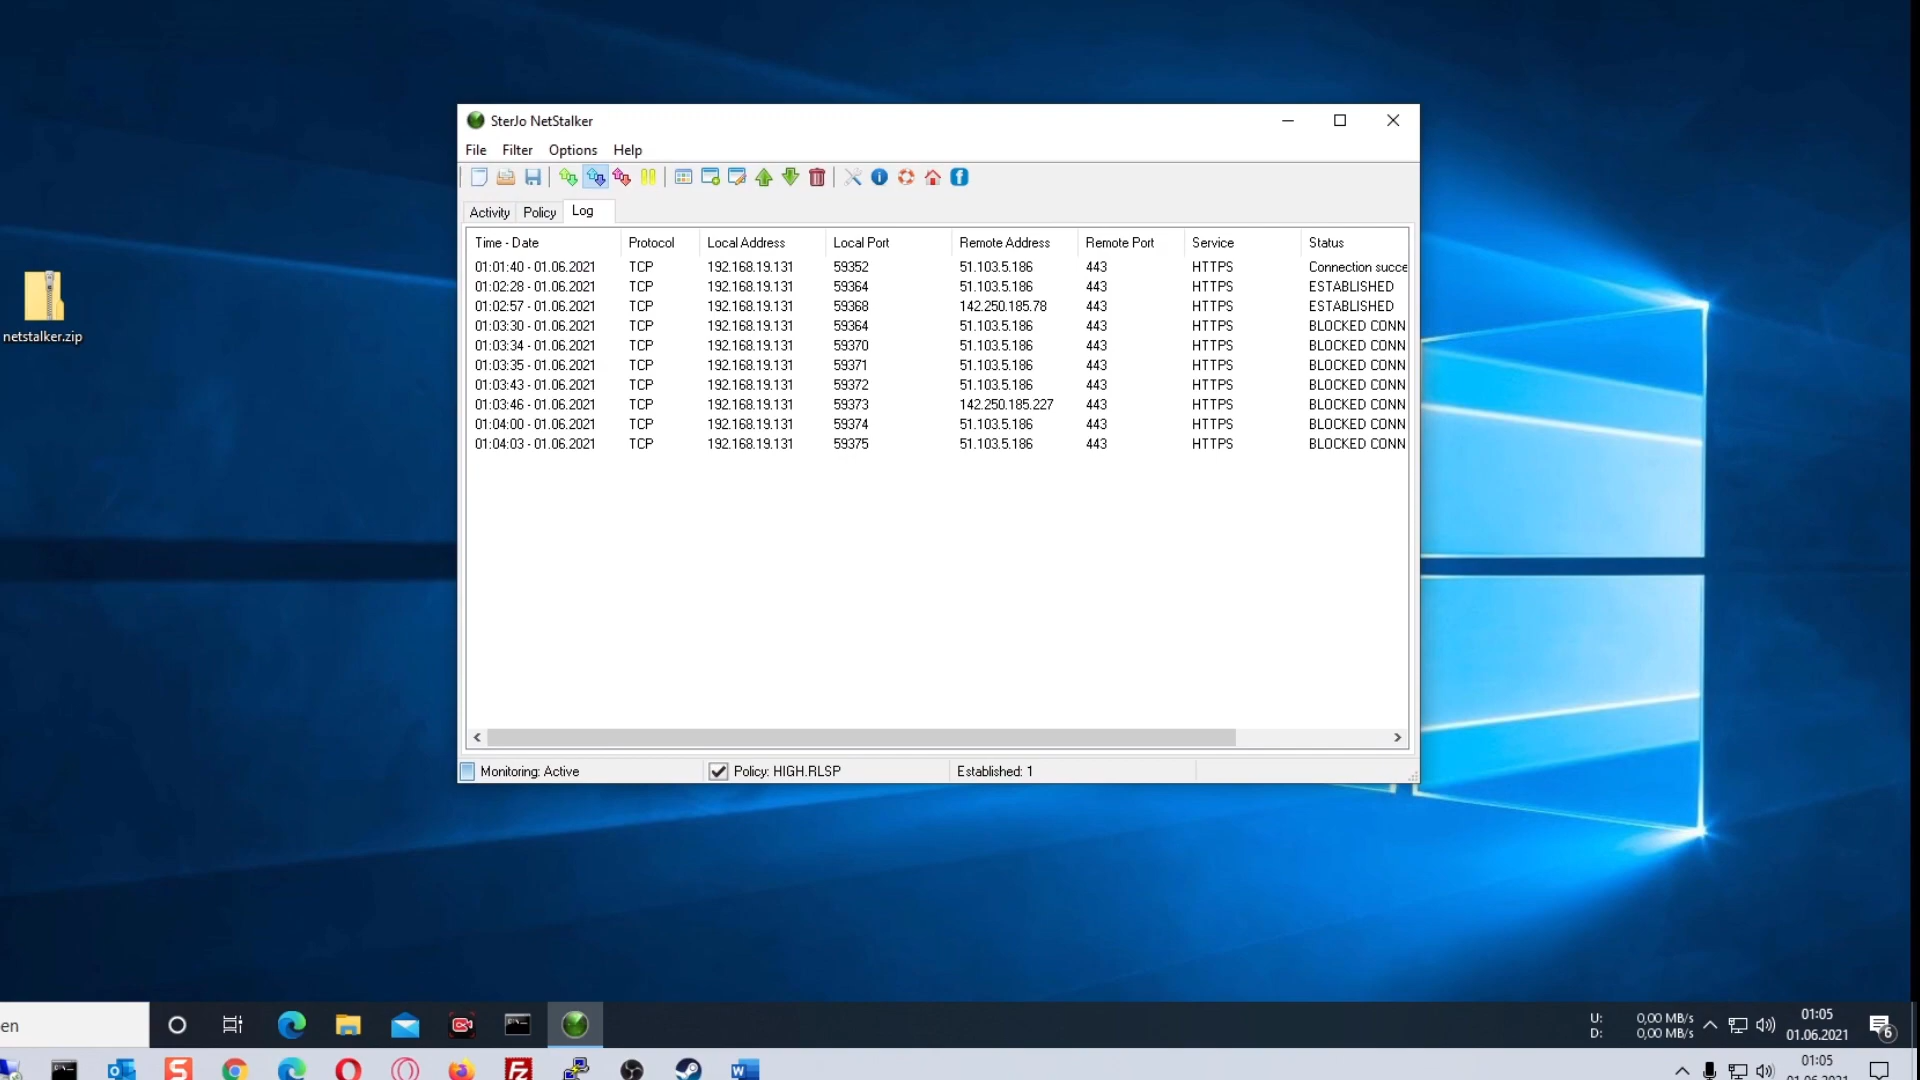 SterJo NetStalker
File Filter Options Help
Activity Policy Log
Time - Date Protocol Local Address Local Port Remote Address Remote Port Service Status
01:01:40 - 01.06.2021 TCP 192.168.19.131 59352 51.103.5.186 443 HTTPS Connection succe
01:02:28 - 01.06.2021 TCP 192.168.19.131 59364 51.103.5.186 443 HTTPS ESTABLISHED
01:02:57 - 01.06.2021 TCP 192.168.19.131 59368 142.250.185.78 443 HTTPS ESTABLISHED
01:03:30 - 01.06.2021 TCP 192.168.19.131 59364 51.103.5.186 443 HTTPS BLOCKED CONN
01:03:34 - 01.06.2021 TCP 192.168.19.131 59370 51.103.5.186 443 HTTPS BLOCKED CONN
01:03:35 - 01.06.2021 TCP 192.168.19.131 59371 51.103.5.186 443 HTTPS BLOCKED CONN
01:03:43 - 01.06.2021 TCP 192.168.19.131 59372 51.103.5.186 443 HTTPS BLOCKED CONN
01:03:46 - 01.06.2021 TCP 192.168.19.131 59373 142.250.185.227 443 HTTPS BLOCKED CONN
01:04:00 - 01.06.2021 TCP 192.168.19.131 59374 51.103.5.186 443 HTTPS BLOCKED CONN
01:04:03 - 01.06.2021 TCP 192.168.19.131 59375 51.103.5.186 443 HTTPS BLOCKED CONN
netstalker.zip
Monitoring: Active Policy: HIGH.RLSP Established: 1
en
U: 0,00 MB/s
D: 0,00 MB/s
01:05
01.06.2021
6
01:05